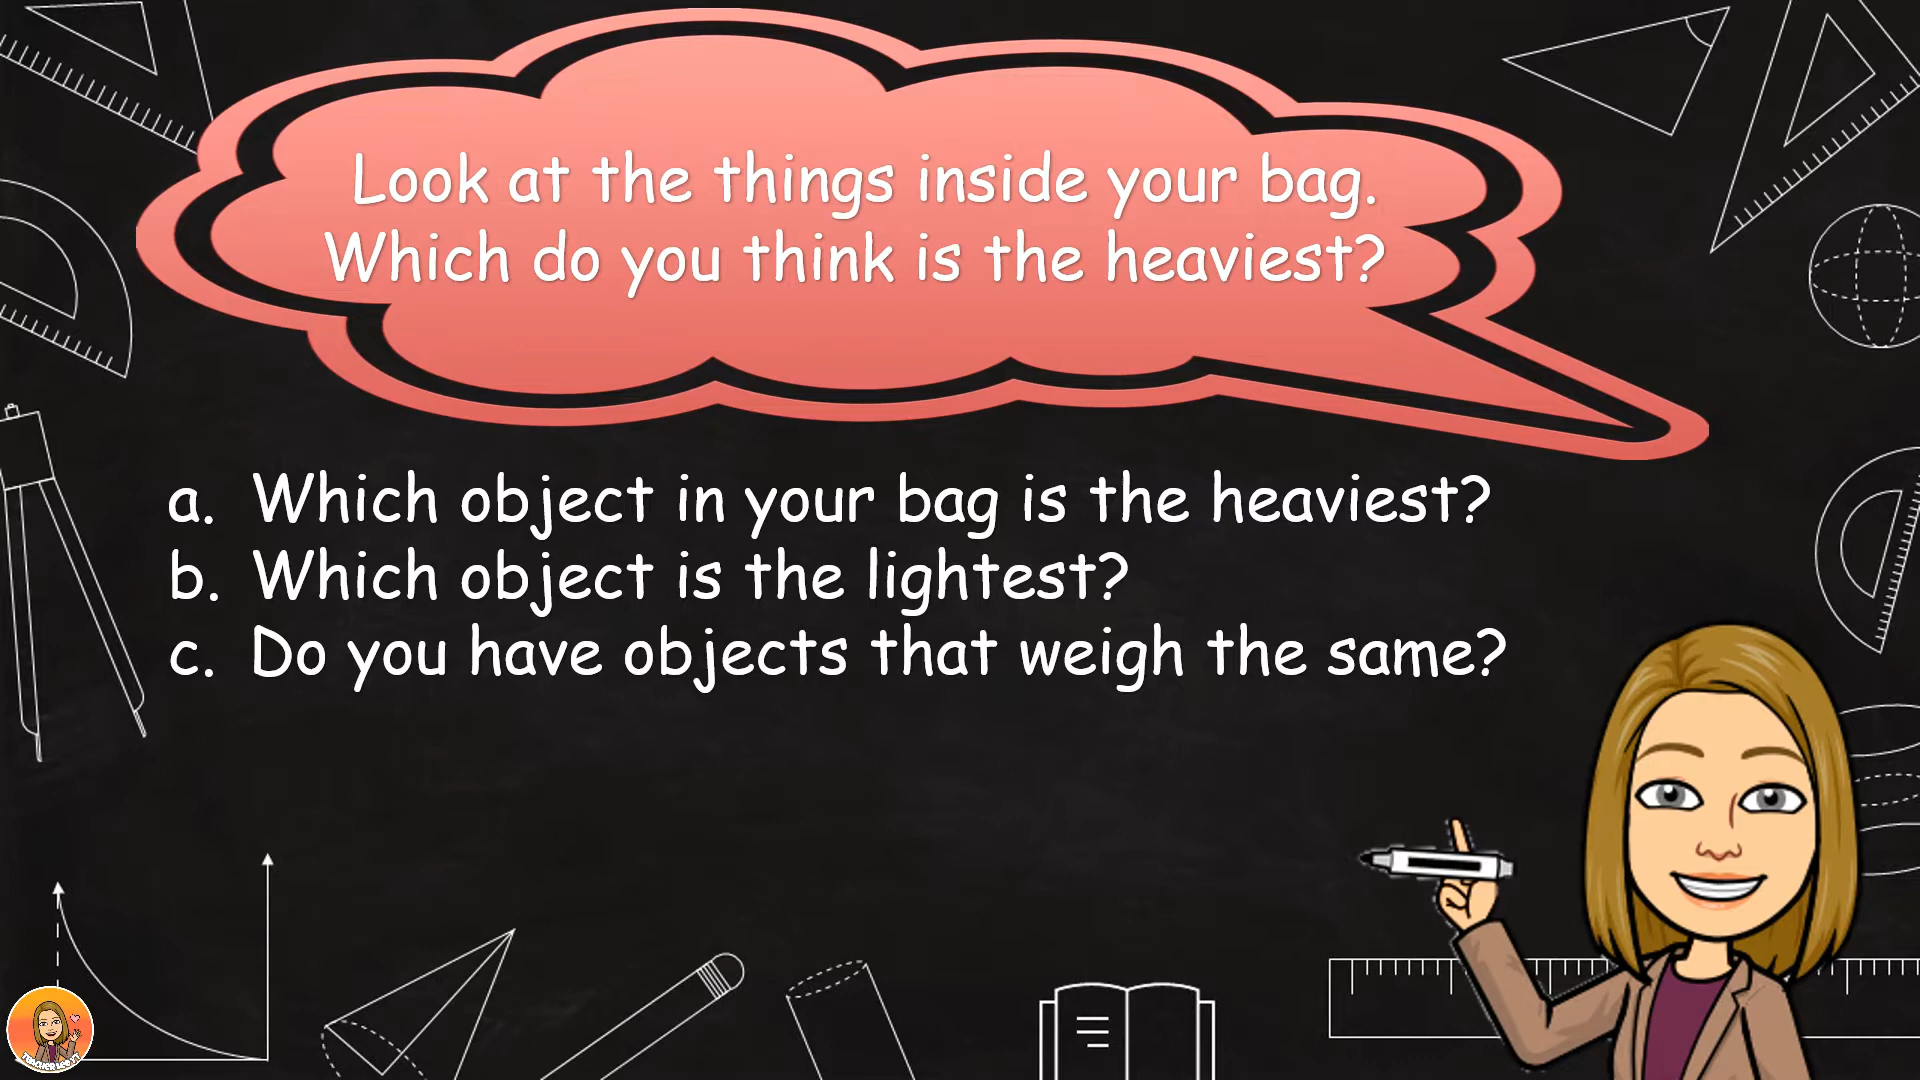 Look at the things inside your bag.
Which do you think is the heaviest?
a. Which object in your bag is the heaviest?
b. Which object is the lightest?
c. Do you have objects that weigh the same?